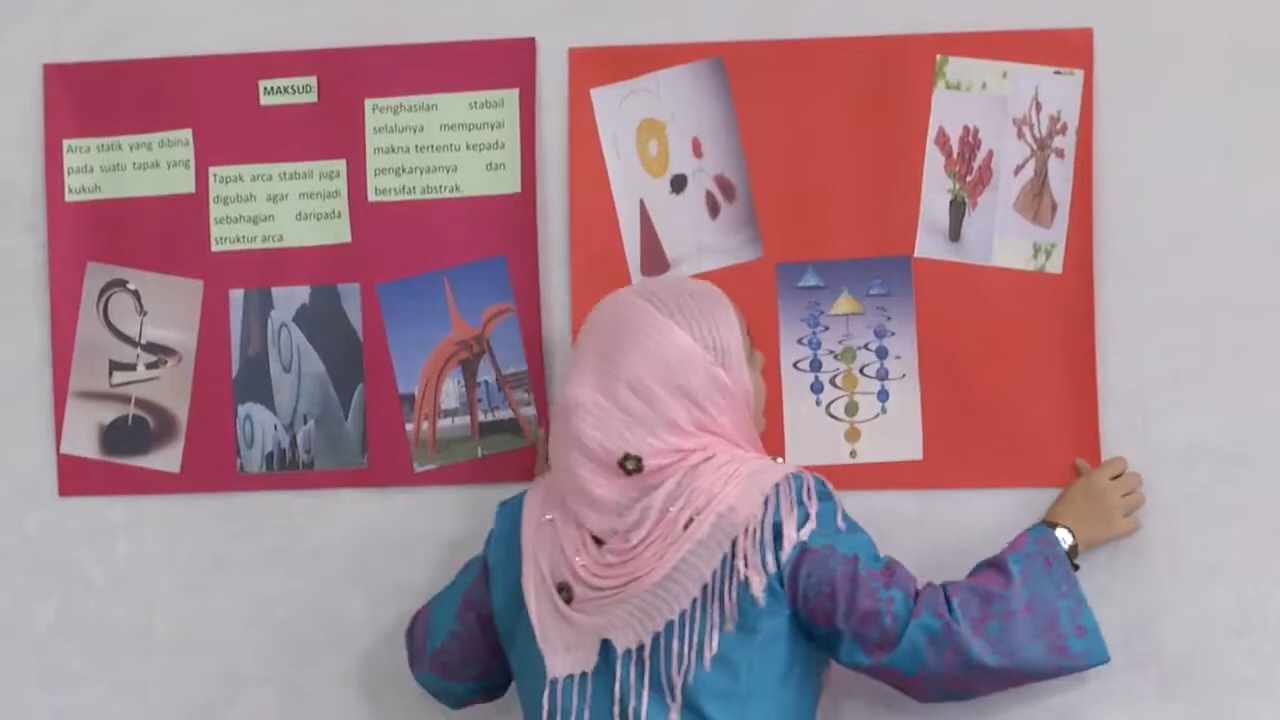 MAKSUD:
Arca statik yang dibina
pada suatu tapak yang
kukuh.
Tapak arca stabail juga
digubah agar menjadi
sebahagian daripada
struktur arca.
Penghasilan stabail
selalunya mempunyai
makna tertentu kepada
pengkaryaanya dan
bersifat abstrak.